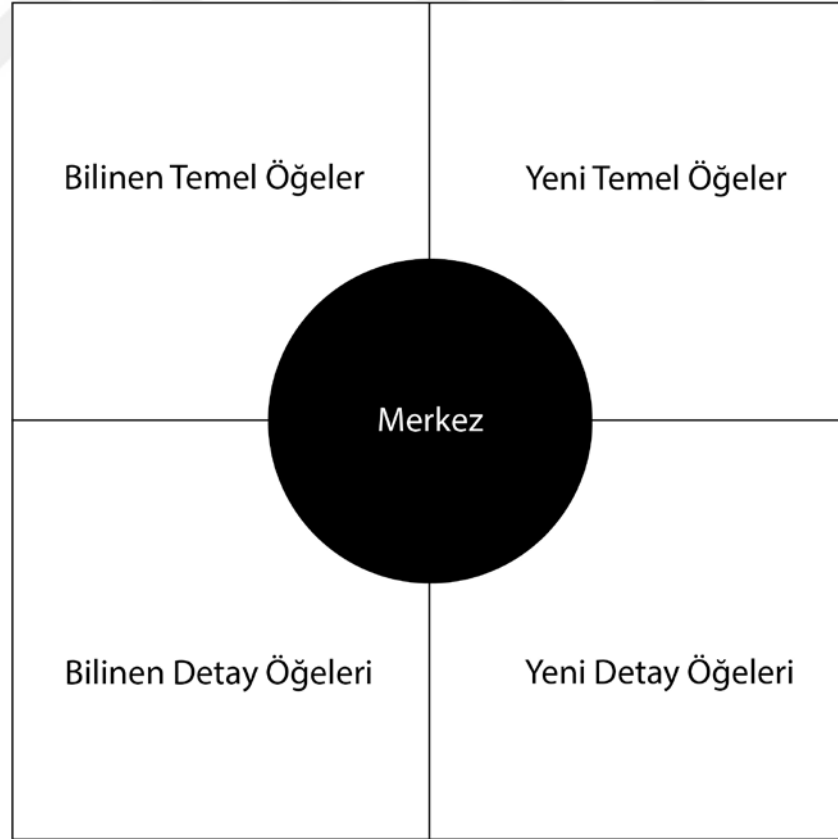 Bilinen Temel Öğeler
Yeni Temel Öğeler
Merkez
Bilinen Detay Öğeleri
Yeni Detay Öğeleri